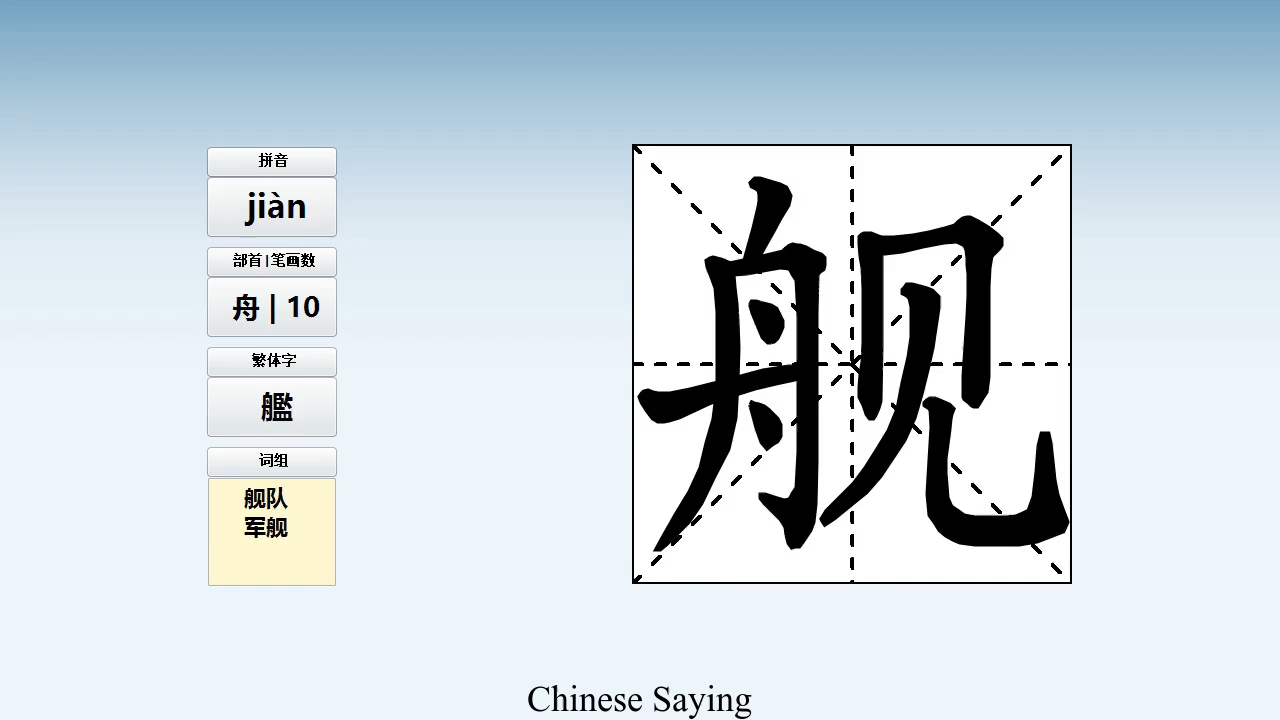 拼音
jiàn
部首|笔画数
舟 | 10
繁体字
艦
词组
舰队
军舰
舰
Chinese Saying